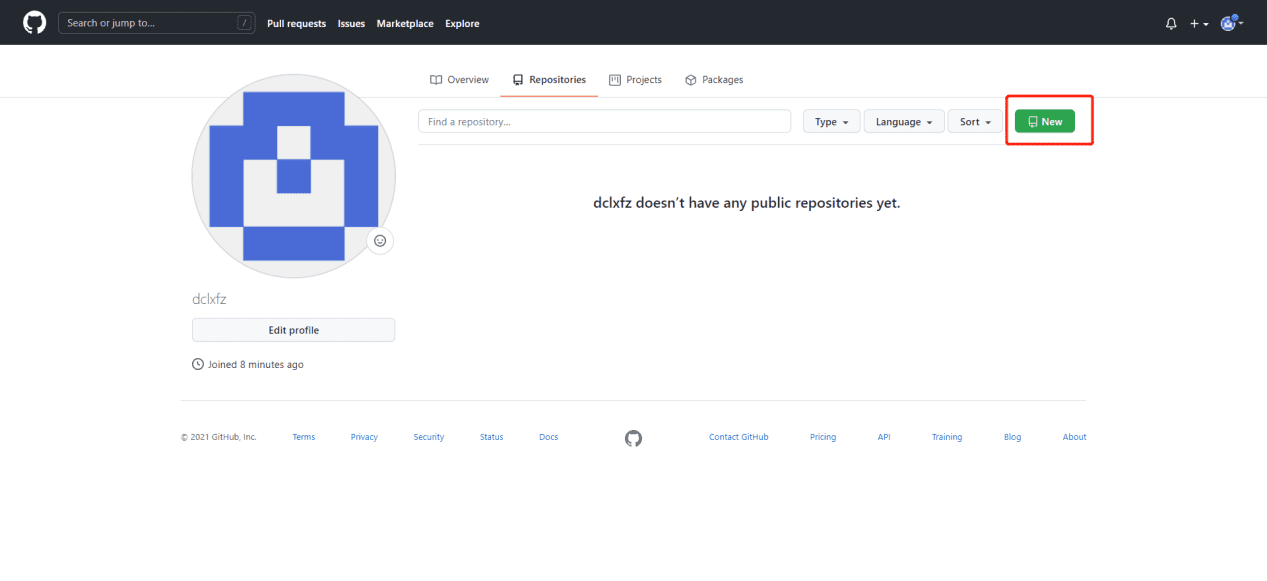 Search or jump to... /
Pull requests Issues Marketplace Explore
Overview Repositories Projects Packages
Find a repository... Type Language Sort New
dclxfz doesn’t have any public repositories yet.
dclxfz
Edit profile
Joined 8 minutes ago
© 2021 GitHub, Inc. Terms Privacy Security Status Docs Contact GitHub Pricing API Training Blog About